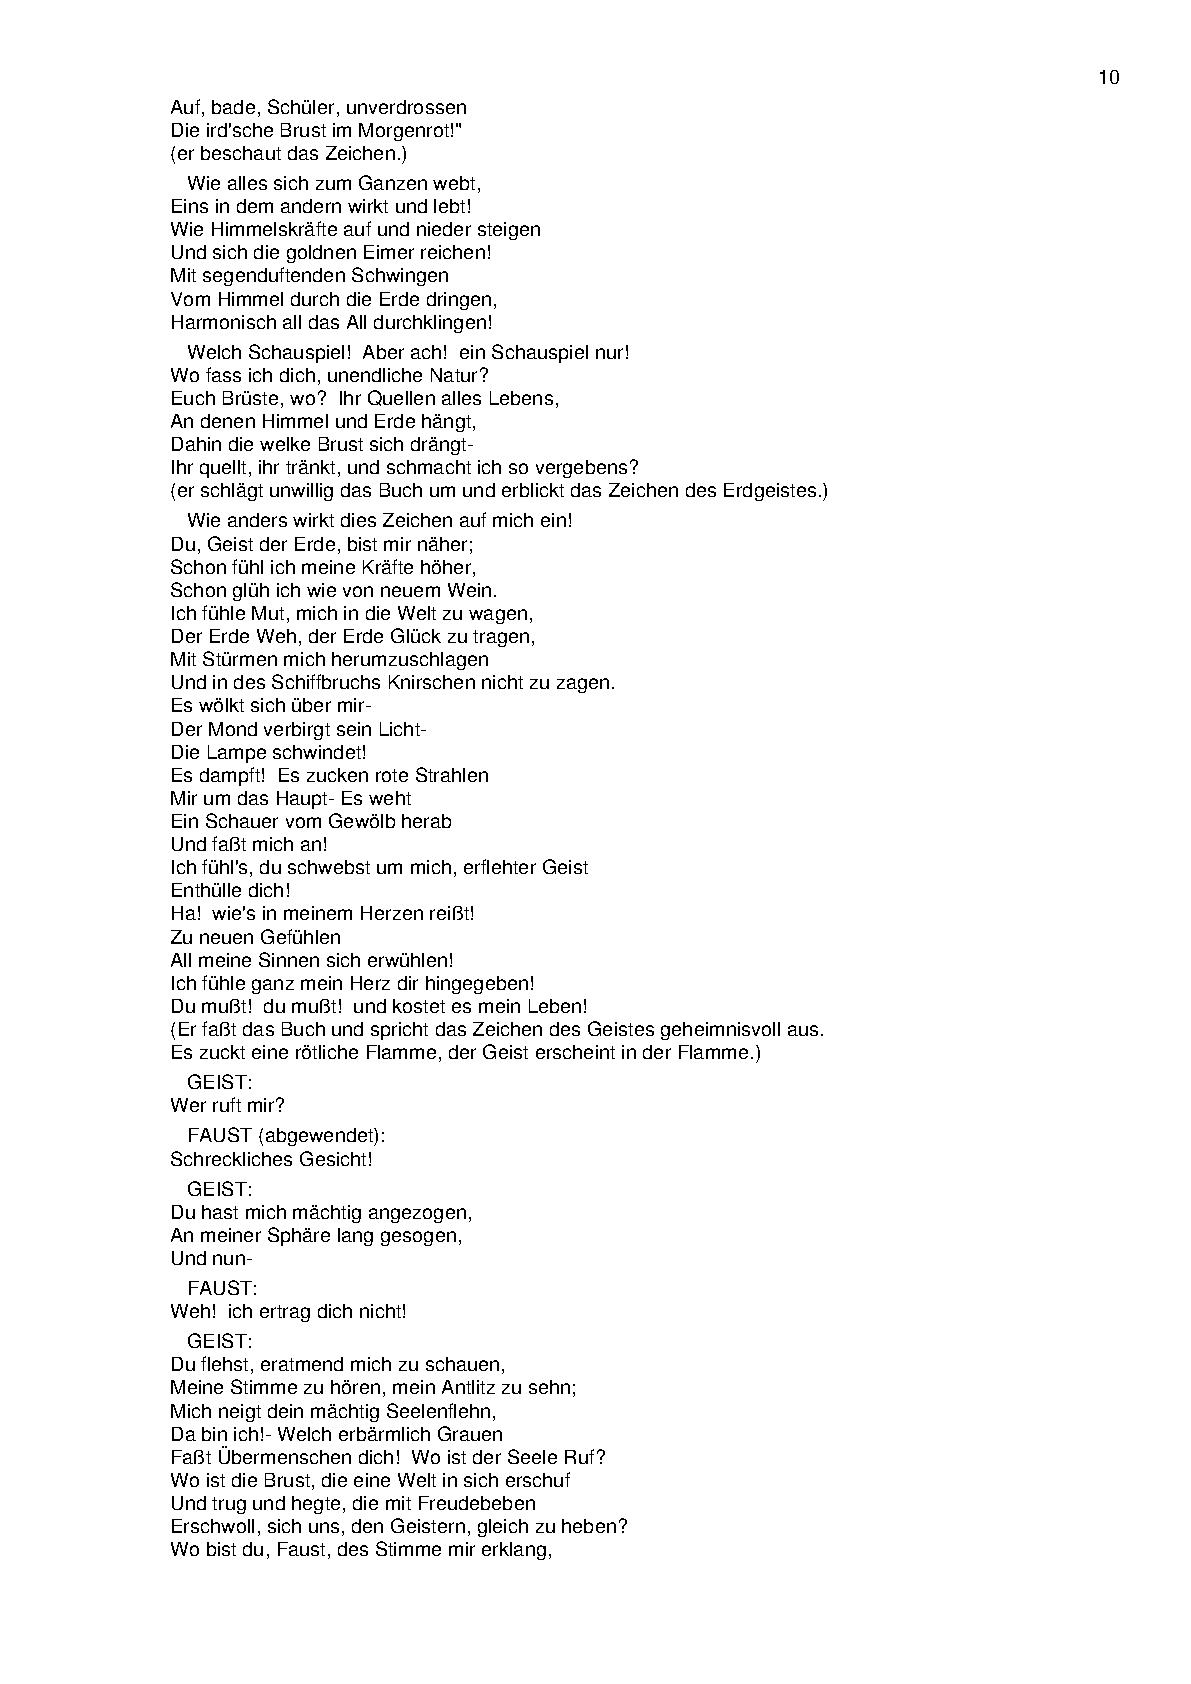 10
Auf, bade, Schüler, unverdrossen
Die ird'sche Brust im Morgenrot!"
(er beschaut das Zeichen.)
Wie alles sich zum Ganzen webt,
Eins in dem andern wirkt und lebt!
Wie Himmelskräfte auf und nieder steigen
Und sich die goldnen Eimer reichen!
Mit segenduftenden Schwingen
Vom Himmel durch die Erde dringen,
Harmonisch all das All durchklingen!
Welch Schauspiel!  Aber ach!  ein Schauspiel nur!
Wo fass ich dich, unendliche Natur?
Euch Brüste, wo?  Ihr Quellen alles Lebens,
An denen Himmel und Erde hängt,
Dahin die welke Brust sich drängt-
Ihr quellt, ihr tränkt, und schmacht ich so vergebens?
(er schlägt unwillig das Buch um und erblickt das Zeichen des Erdgeistes.)
Wie anders wirkt dies Zeichen auf mich ein!
Du, Geist der Erde, bist mir näher;
Schon fühl ich meine Kräfte höher,
Schon glüh ich wie von neuem Wein.
Ich fühle Mut, mich in die Welt zu wagen,
Der Erde Weh, der Erde Glück zu tragen,
Mit Stürmen mich herumzuschlagen
Und in des Schiffbruchs Knirschen nicht zu zagen.
Es wölkt sich über mir-
Der Mond verbirgt sein Licht-
Die Lampe schwindet!
Es dampft!  Es zucken rote Strahlen
Mir um das Haupt- Es weht
Ein Schauer vom Gewölb herab
Und faßt mich an!
Ich fühl's, du schwebst um mich, erflehter Geist
Enthülle dich!
Ha!  wie's in meinem Herzen reißt!
Zu neuen Gefühlen
All meine Sinnen sich erwühlen!
Ich fühle ganz mein Herz dir hingegeben!
Du mußt!  du mußt!  und kostet es mein Leben!
(Er faßt das Buch und spricht das Zeichen des Geistes geheimnisvoll aus.
Es zuckt eine rötliche Flamme, der Geist erscheint in der Flamme.)
GEIST:
Wer ruft mir?
FAUST (abgewendet):
Schreckliches Gesicht!
GEIST:
Du hast mich mächtig angezogen,
An meiner Sphäre lang gesogen,
Und nun-
FAUST:
Weh!  ich ertrag dich nicht!
GEIST:
Du flehst, eratmend mich zu schauen,
Meine Stimme zu hören, mein Antlitz zu sehn;
Mich neigt dein mächtig Seelenflehn,
Da bin ich!- Welch erbärmlich Grauen
Faßt Übermenschen dich!  Wo ist der Seele Ruf?
Wo ist die Brust, die eine Welt in sich erschuf
Und trug und hegte, die mit Freudebeben
Erschwoll, sich uns, den Geistern, gleich zu heben?
Wo bist du, Faust, des Stimme mir erklang,